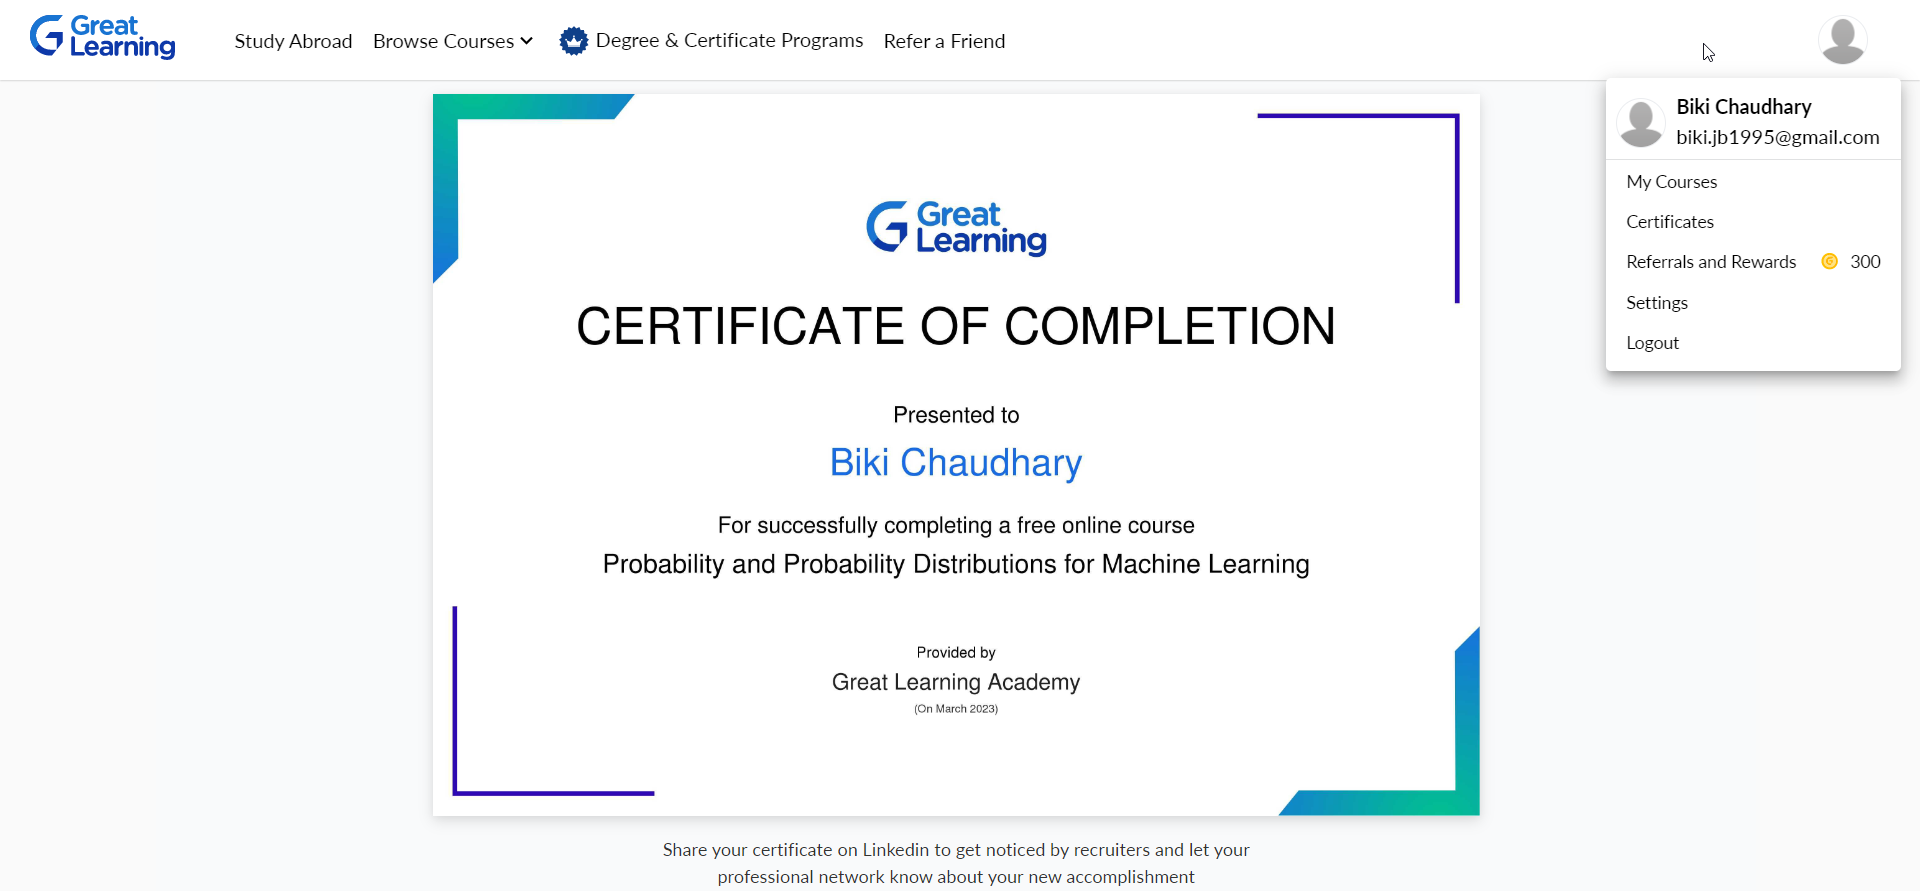 Great Learning
Study Abroad
Browse Courses
Degree & Certificate Programs
Refer a Friend
Biki Chaudhary
biki.jb1995@gmail.com
My Courses
Certificates
Referrals and Rewards 300
Settings
Logout
Great Learning
CERTIFICATE OF COMPLETION
Presented to
Biki Chaudhary
For successfully completing a free online course
Probability and Probability Distributions for Machine Learning
Provided by
Great Learning Academy
(On March 2023)
Share your certificate on Linkedin to get noticed by recruiters and let your
professional network know about your new accomplishment